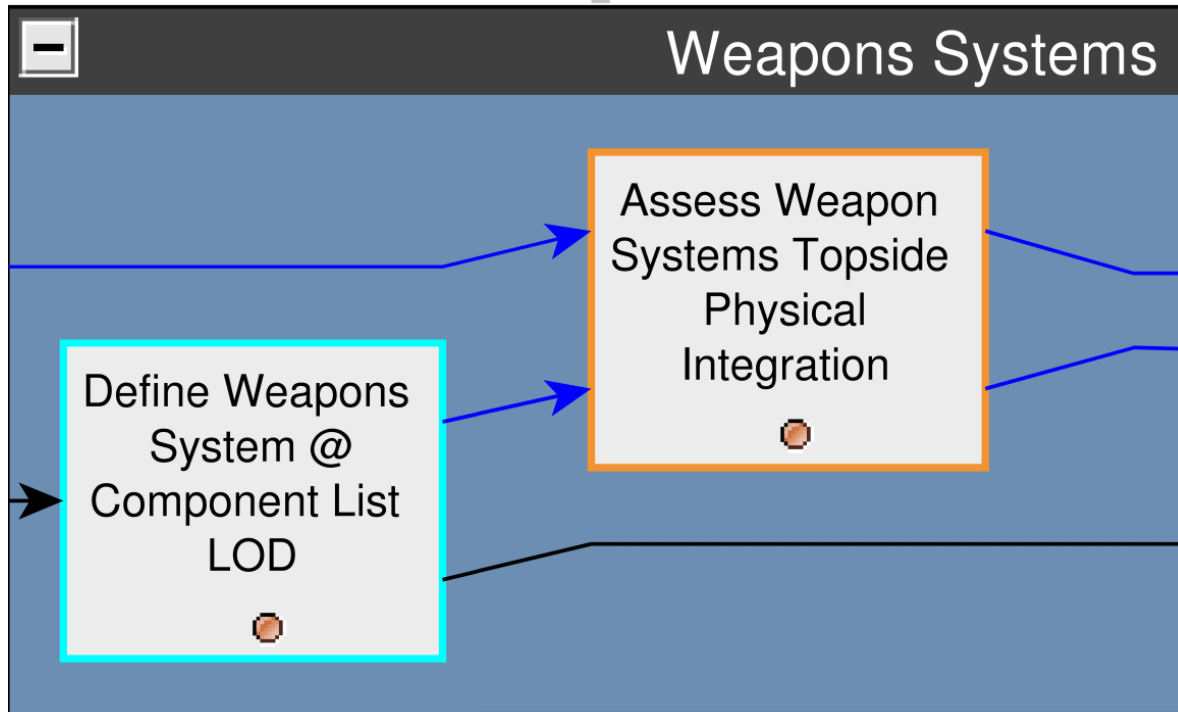 Weapons Systems
Assess Weapon
Systems Topside
Physical
Integration
Define Weapons
System @
Component List
LOD